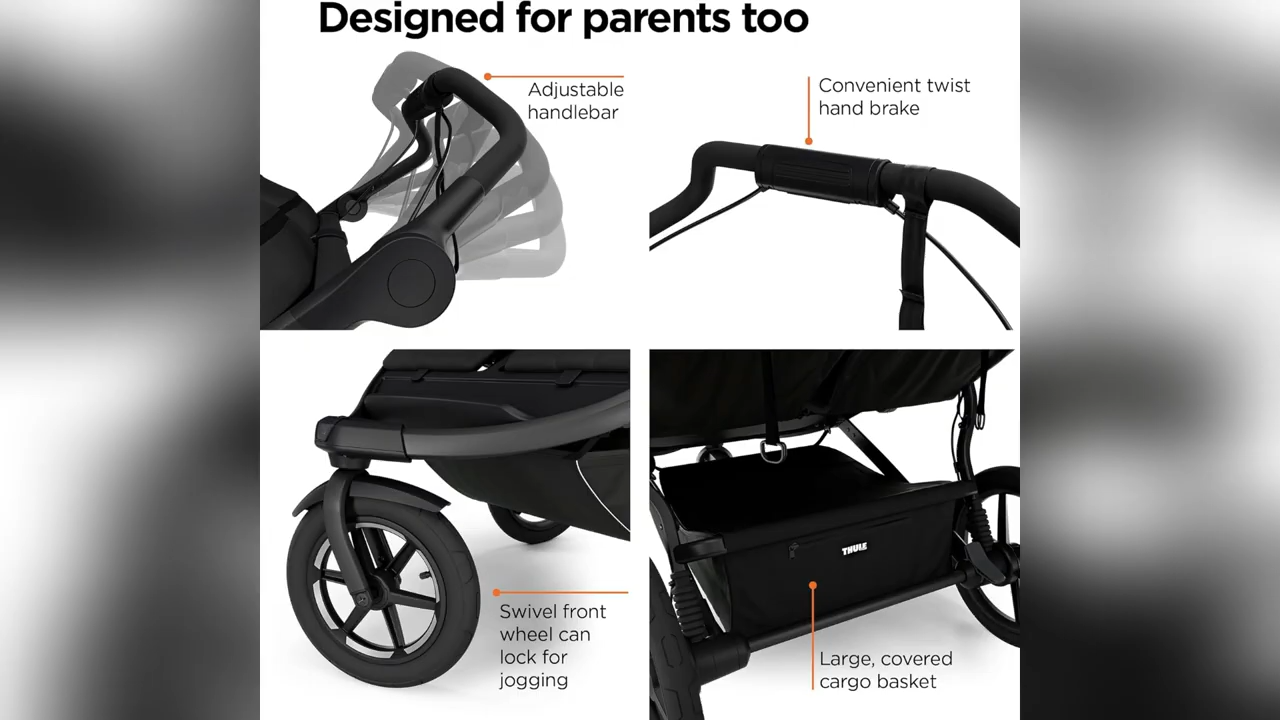 Designed for parents too
Adjustable
handlebar
Convenient twist
hand brake
Swivel front
wheel can
lock for
jogging
THULE
Large, covered
cargo basket